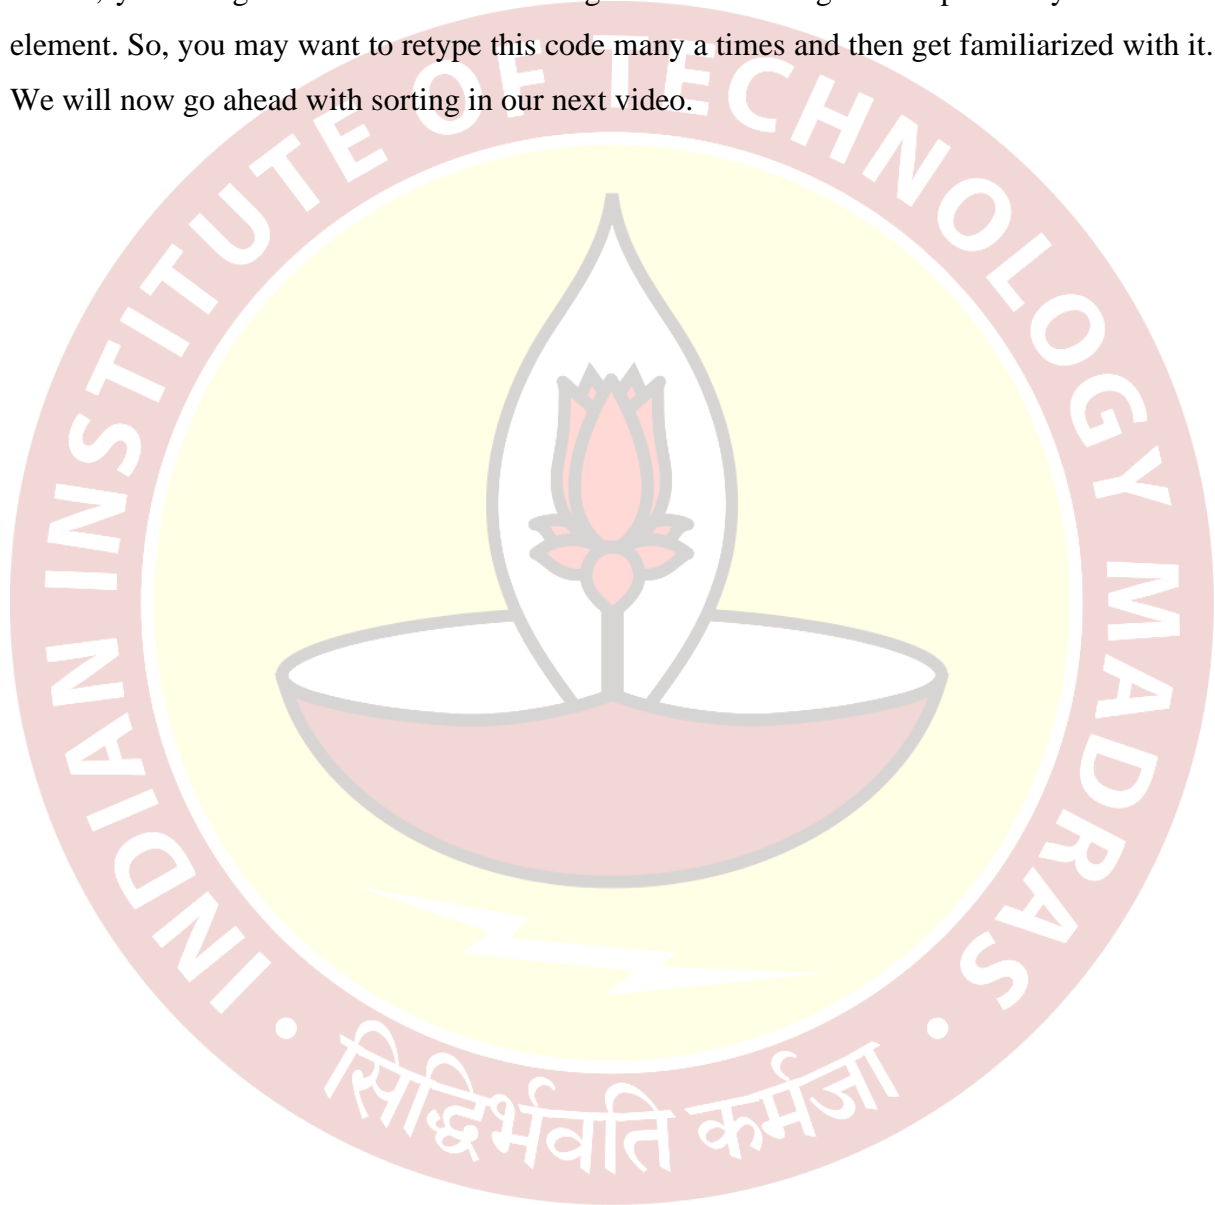 element. So, you may want to retype this code many a times and then get familiarized with it.
We will now go ahead with sorting in our next video.
INDIAN INSTITUTE OF TECHNOLOGY MADRAS
सिद्धिर्भवति कर्मजा